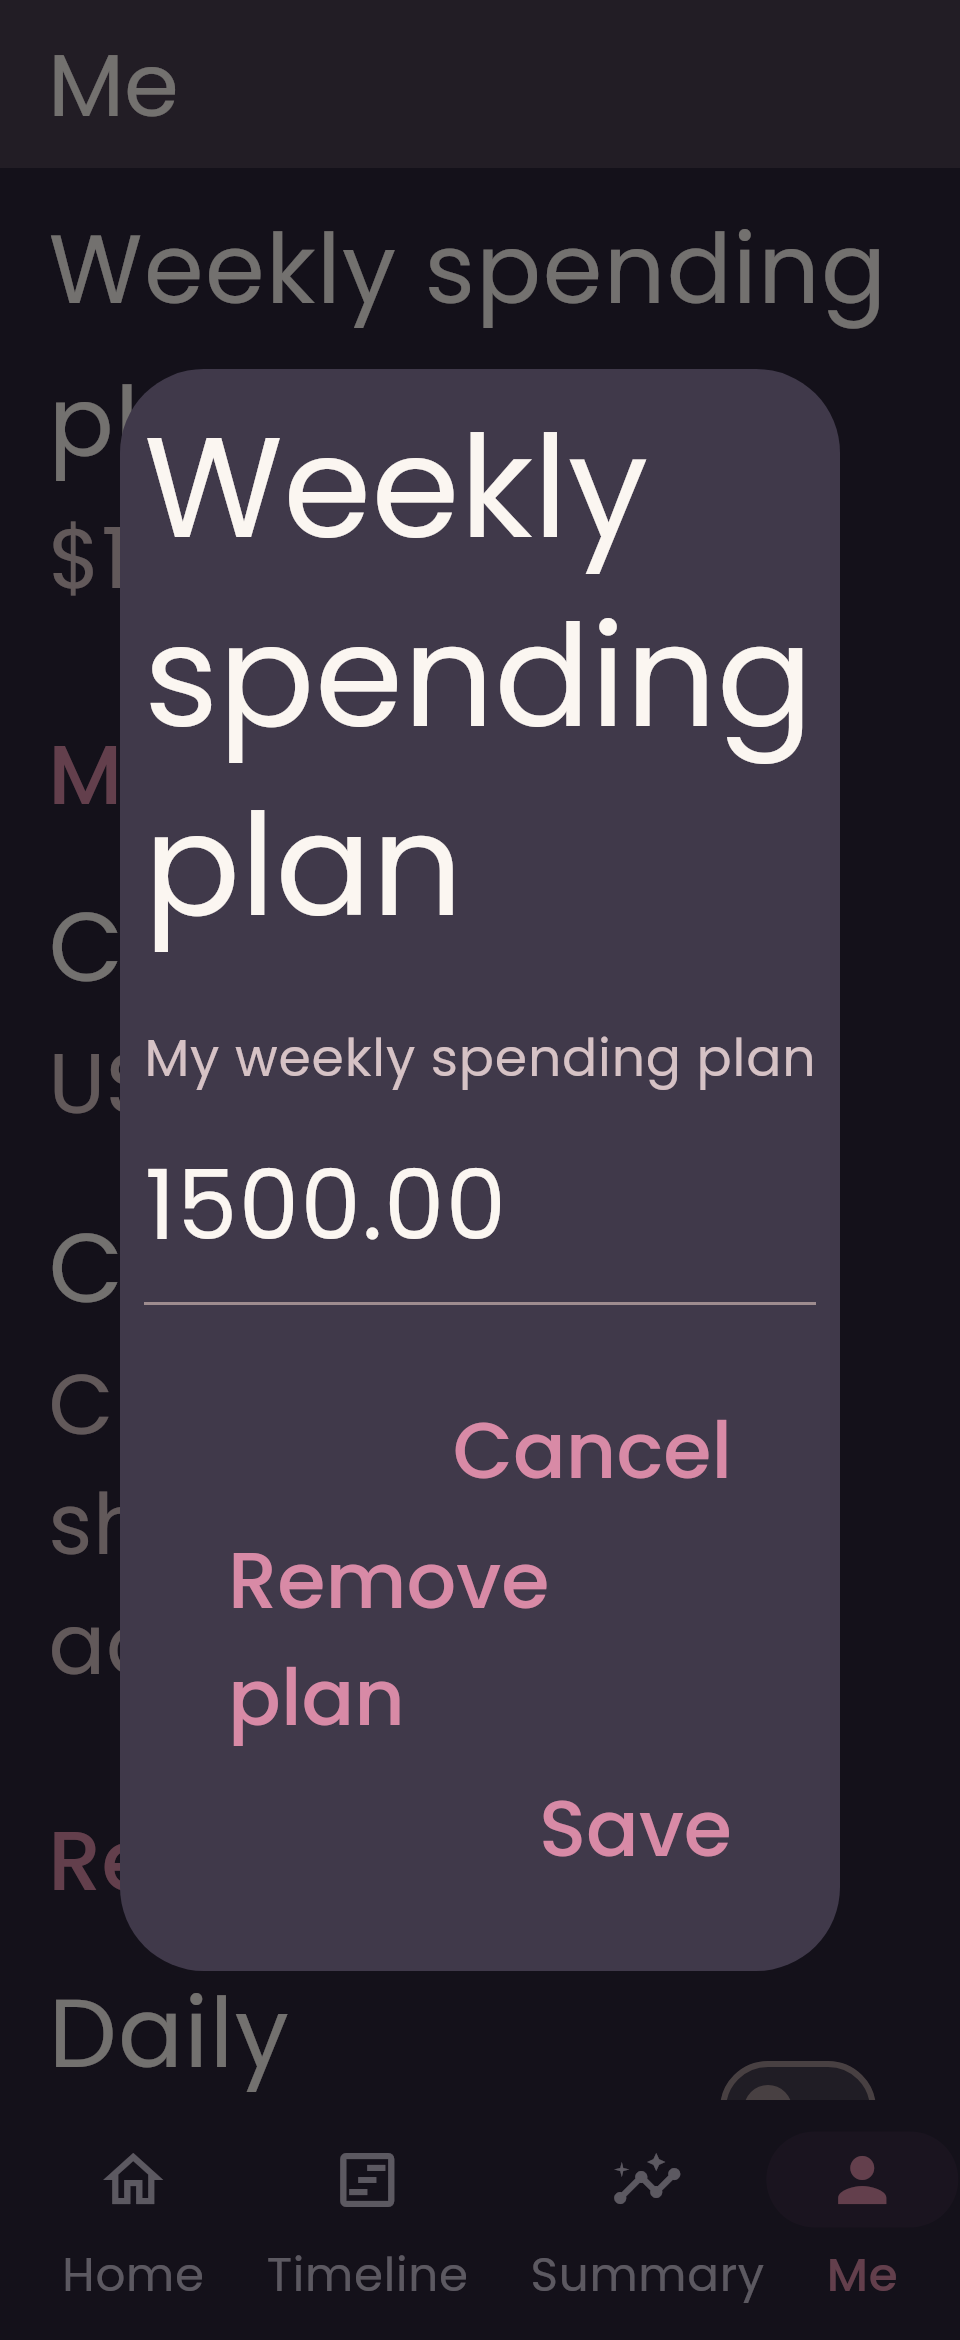 Me
Weekly spending
$1
Weekly
spending
plan
My weekly spending plan
1500.00
Cancel
Remove
plan
Save
Daily
Home
Timeline
Summary
Me